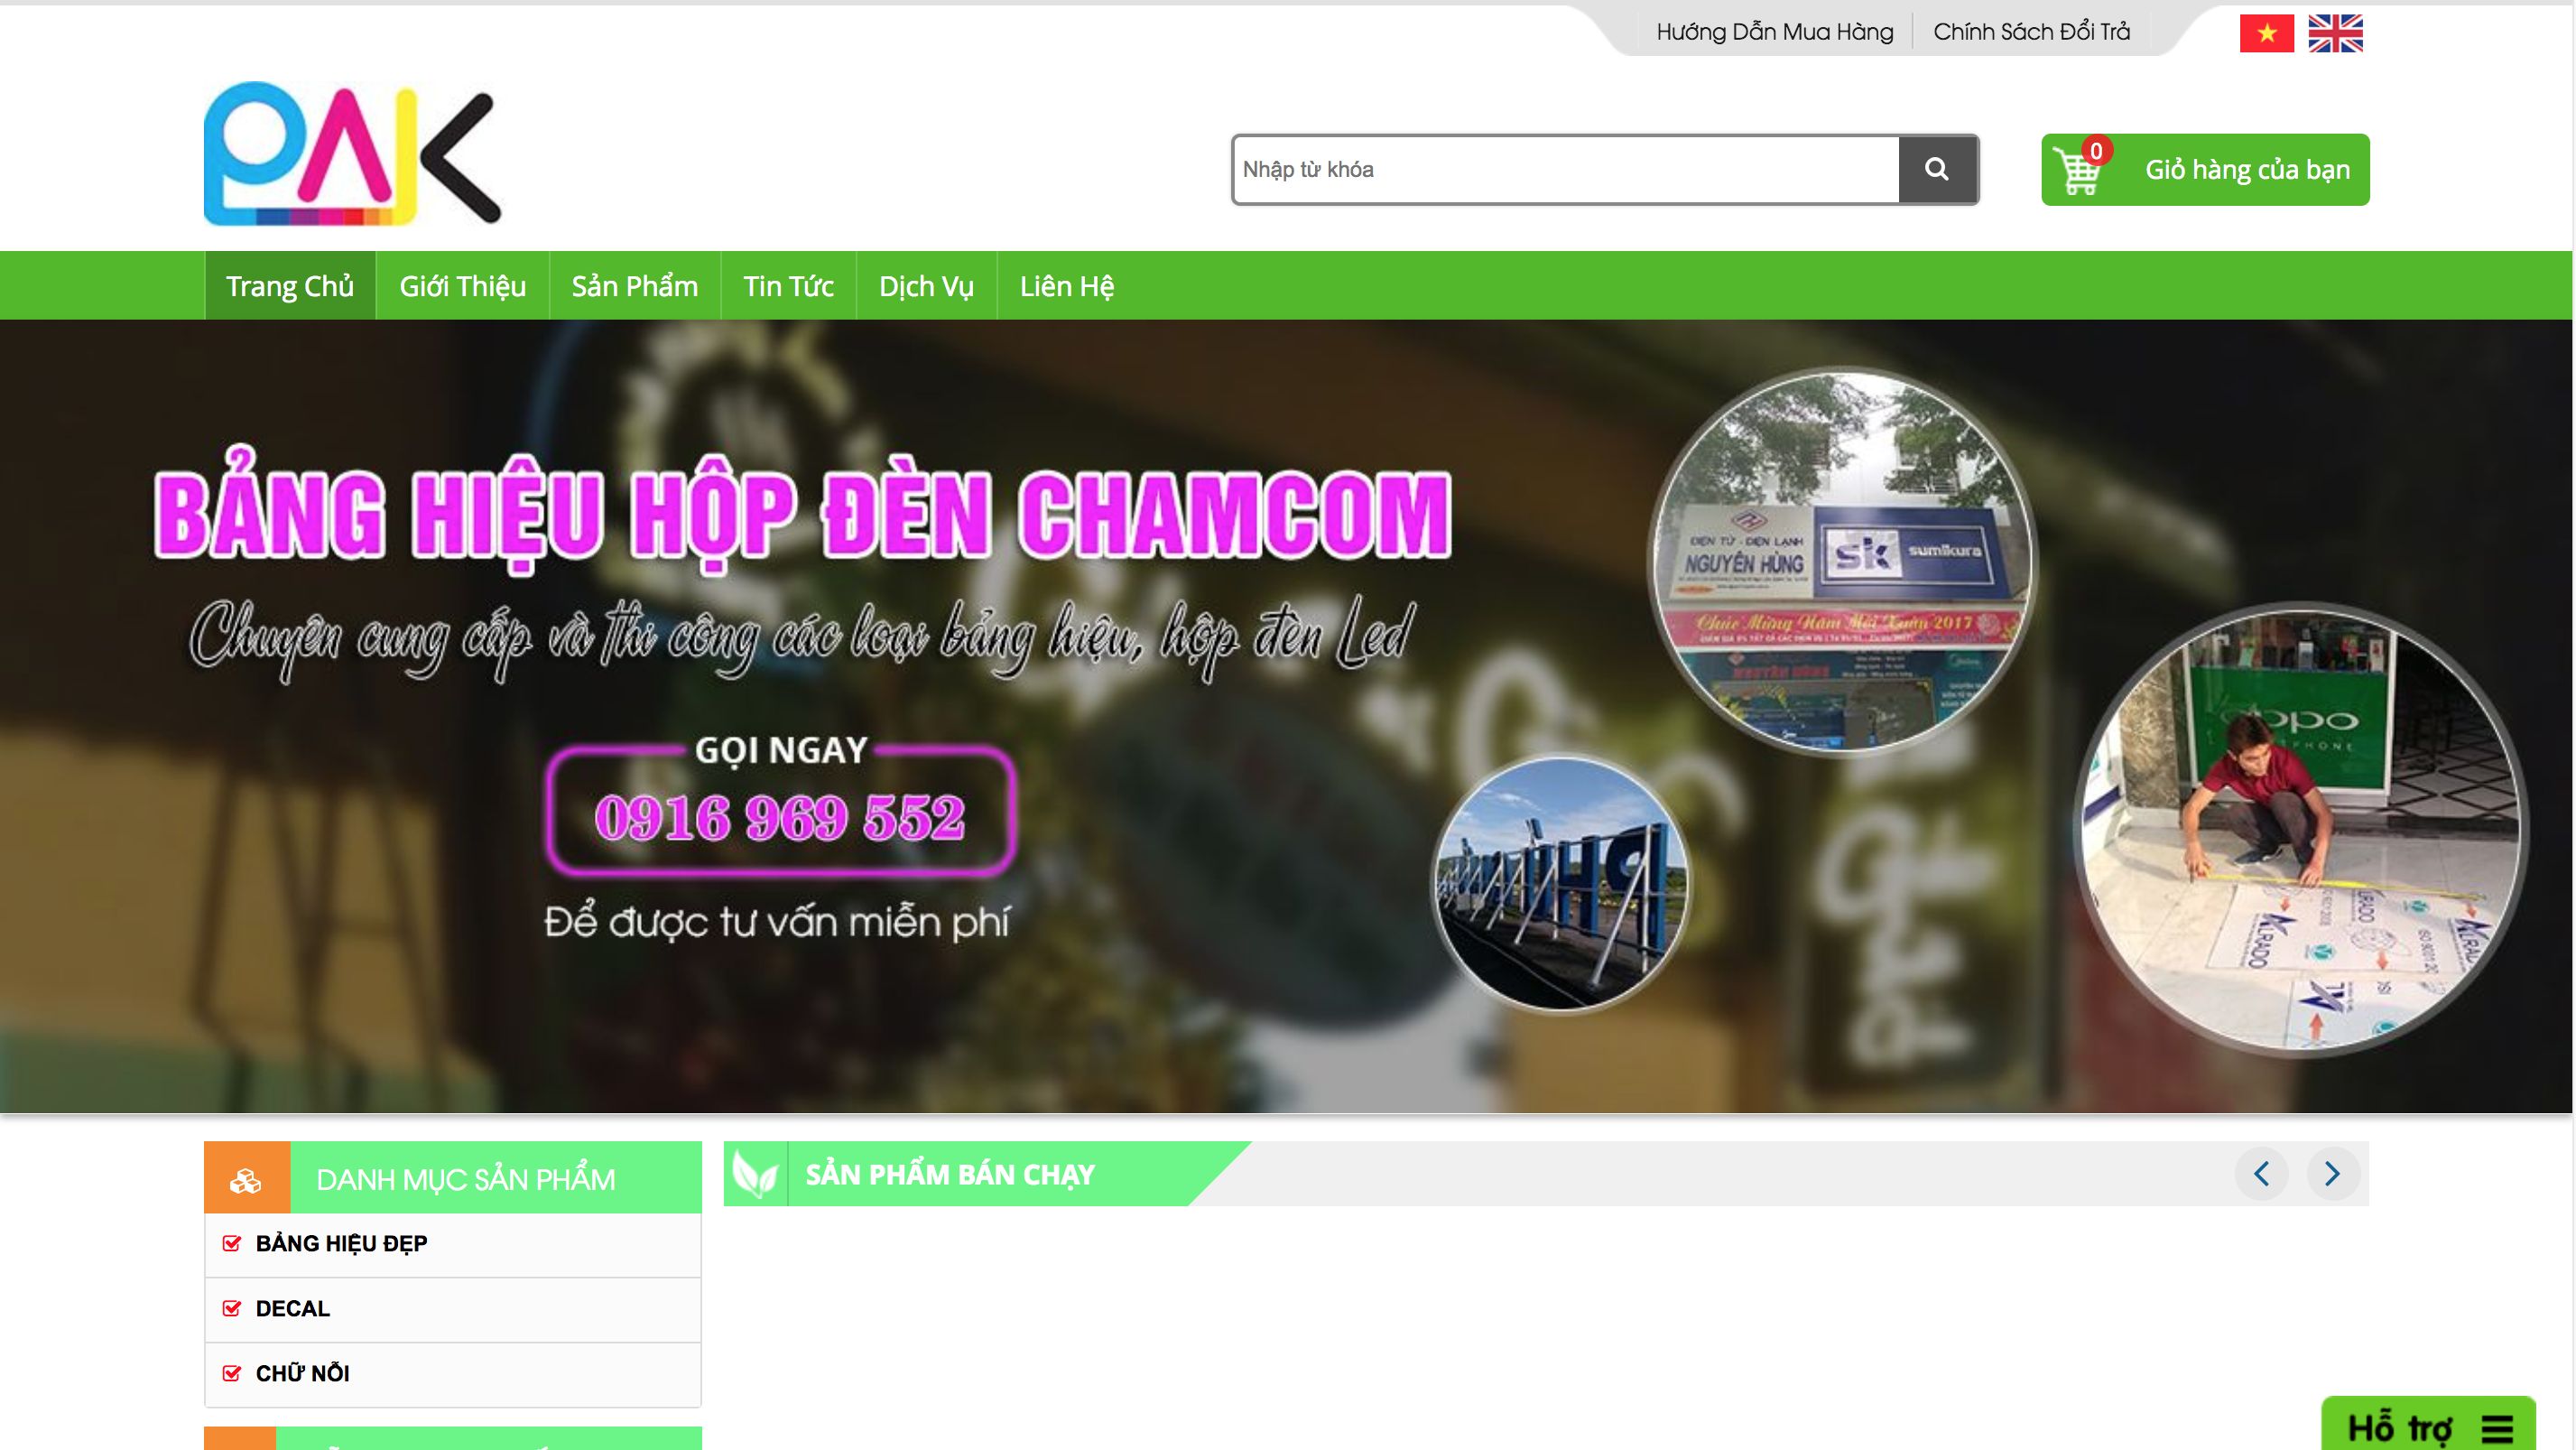 Hướng Dẫn Mua Hàng
Chính Sách Đổi Trả
PAK
Nhập từ khóa
0
Giỏ hàng của bạn
Trang Chủ
Giới Thiệu
Sản Phẩm
Tin Tức
Dịch Vụ
Liên Hệ
BẢNG HIỆU HỘP ĐÈN CHAMCOM
Chuyên cung cấp và thi công các loại bảng hiệu, hộp đèn Led
GỌI NGAY
0916 969 552
Để được tư vấn miễn phí
ĐIỆN TỬ - ĐIỆN LẠNH
NGUYÊN HÙNG
sk sumikura
Chúc Mừng Năm Mới Xuân 2017
oppo
DANH MỤC SẢN PHẨM
BẢNG HIỆU ĐẸP
DECAL
CHỮ NỖI
SẢN PHẨM BÁN CHẠY
Hỗ trợ